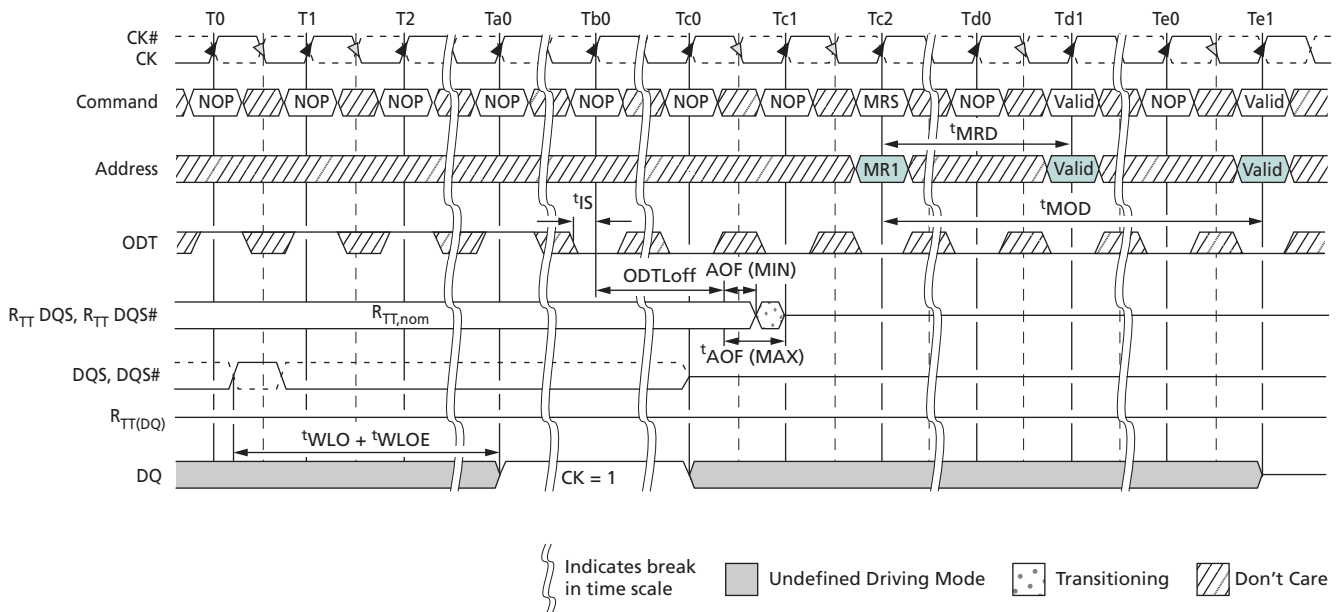 T0 T1 T2 Ta0 Tb0 Tc0 Tc1 Tc2 Td0 Td1 Te0 Te1
CK#
CK
Command NOP NOP NOP NOP NOP NOP NOP MRS NOP Valid NOP Valid
tMRD
Address MR1 Valid Valid
tIS
tMOD
ODT
ODTLoff AOF (MIN)
RTT DQS, RTT DQS# RTT,nom
tAOF (MAX)
DQS, DQS#
RTT(DQ)
tWLO + tWLOE
DQ CK = 1
Indicates break
in time scale
Undefined Driving Mode Transitioning Don't Care